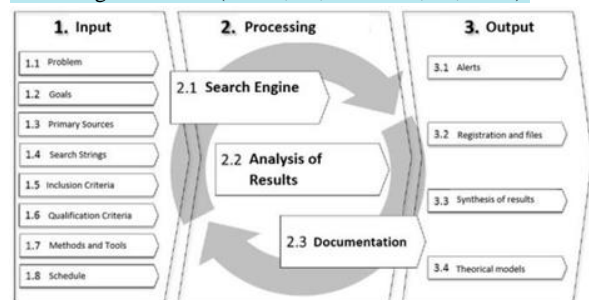 1. Input
1.1 Problem
1.2 Goals
1.3 Primary Sources
1.4 Search Strings
1.5 Inclusion Criteria
1.6 Qualification Criteria
1.7 Methods and Tools
1.8 Schedule
2. Processing
2.1 Search Engine
2.2 Analysis of
Results
2.3 Documentation
3. Output
3.1 Alerts
3.2 Registration and files
3.3 Synthesis of results
3.4 Theorical models